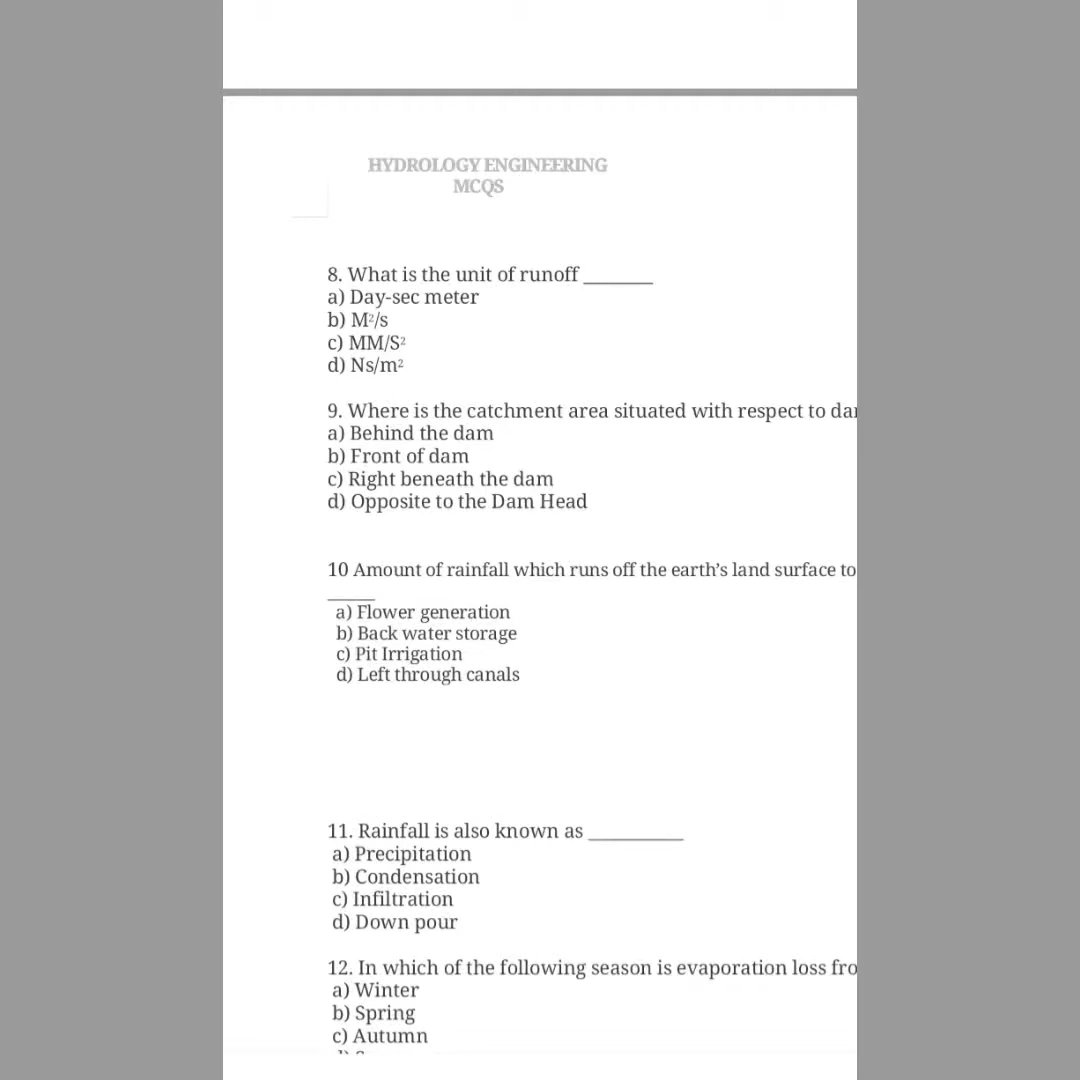 HYDROLOGY ENGINEERING
MCQS
8. What is the unit of runoff _______
a) Day-sec meter
b) M²/s
c) MM/S²
d) Ns/m²
9. Where is the catchment area situated with respect to
a) Behind the dam
b) Front of dam
c) Right beneath the dam
d) Opposite to the Dam Head
10 Amount of rainfall which runs off the earth’s land surface to
_____
a) Flower generation
b) Back water storage
c) Pit Irrigation
d) Left through canals
11. Rainfall is also known as __________
a) Precipitation
b) Condensation
c) Infiltration
d) Down pour
12. In which of the following season is evaporation loss
a) Winter
b) Spring
c) Autumn